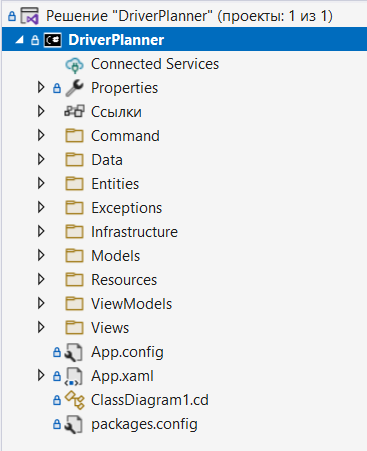 Решение "DriverPlanner" (проекты: 1 из 1)
C# DriverPlanner
Connected Services
Properties
Ссылки
Command
Data
Entities
Exceptions
Infrastructure
Models
Resources
ViewModels
Views
App.config
App.xaml
ClassDiagram1.cd
packages.config